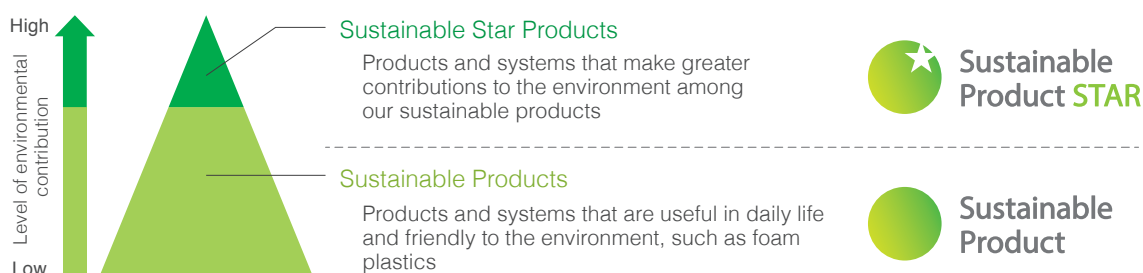 High
Level of environmental
contribution
Low
Sustainable Star Products
Products and systems that make greater
contributions to the environment among
our sustainable products
Sustainable
Product STAR
Sustainable Products
Products and systems that are useful in daily life
and friendly to the environment, such as foam
plastics
Sustainable
Product